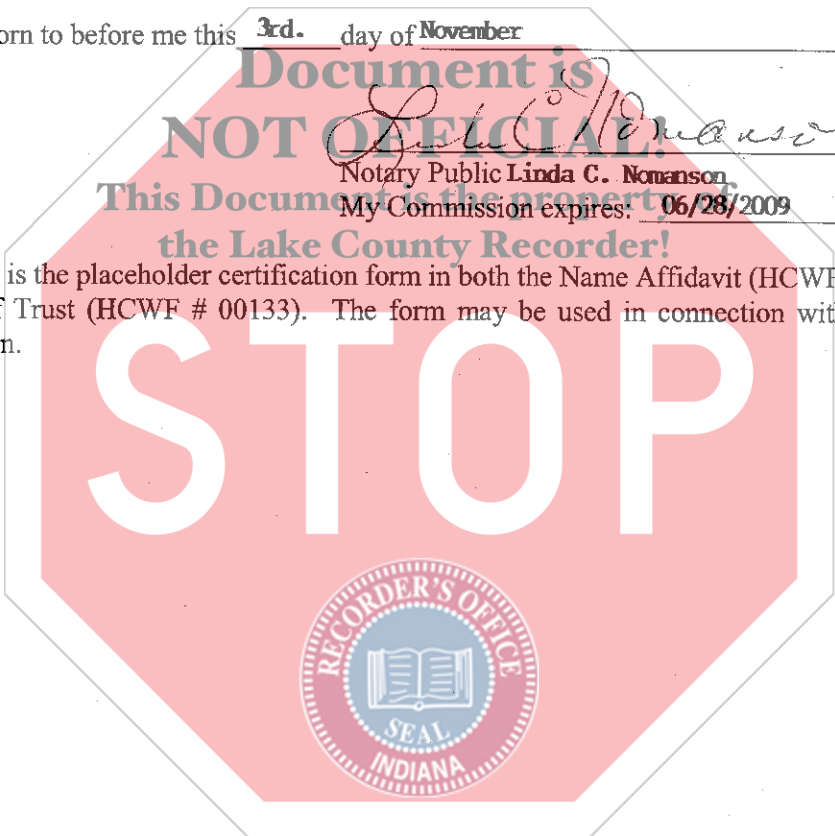 orn to before me this 3rd. day of November
Document is
NOT OFFICIAL!
Notary Public Linda C. Nomanson
This Document is the property of
My Commission expires: 06/28/2009
the Lake County Recorder!
is the placeholder certification form in both the Name Affidavit (HCWF
f Trust (HCWF # 00133). The form may be used in connection wit
n.
STOP
RECORDER'S OFFICE
SEAL
INDIANA